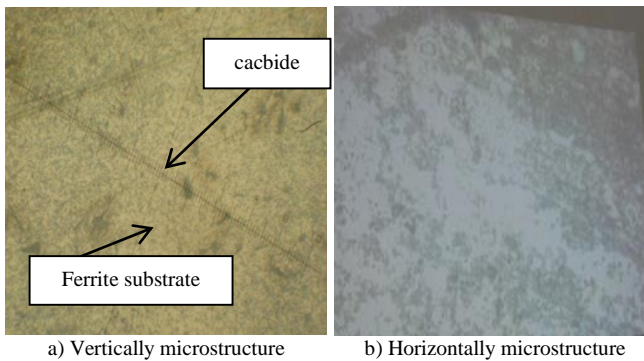 cacbide
Ferrite substrate
a) Vertically microstructure
b) Horizontally microstructure